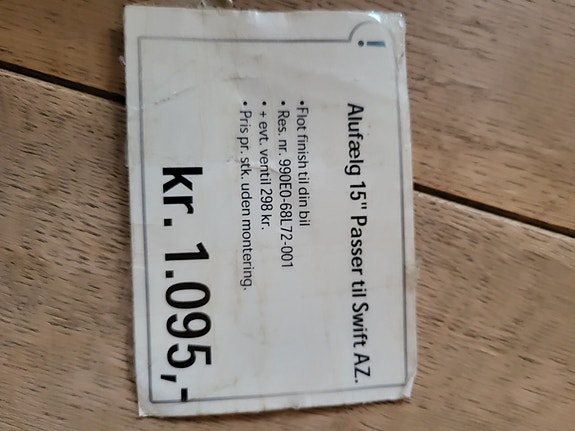 i
Alufælg 15" Passer til Swift AZ.
• Flot finish til din bil
• Res. nr. 990E0-68L72-001
• + evt. ventil 298 kr.
• Pris pr. stk. uden montering.
kr. 1.095,-